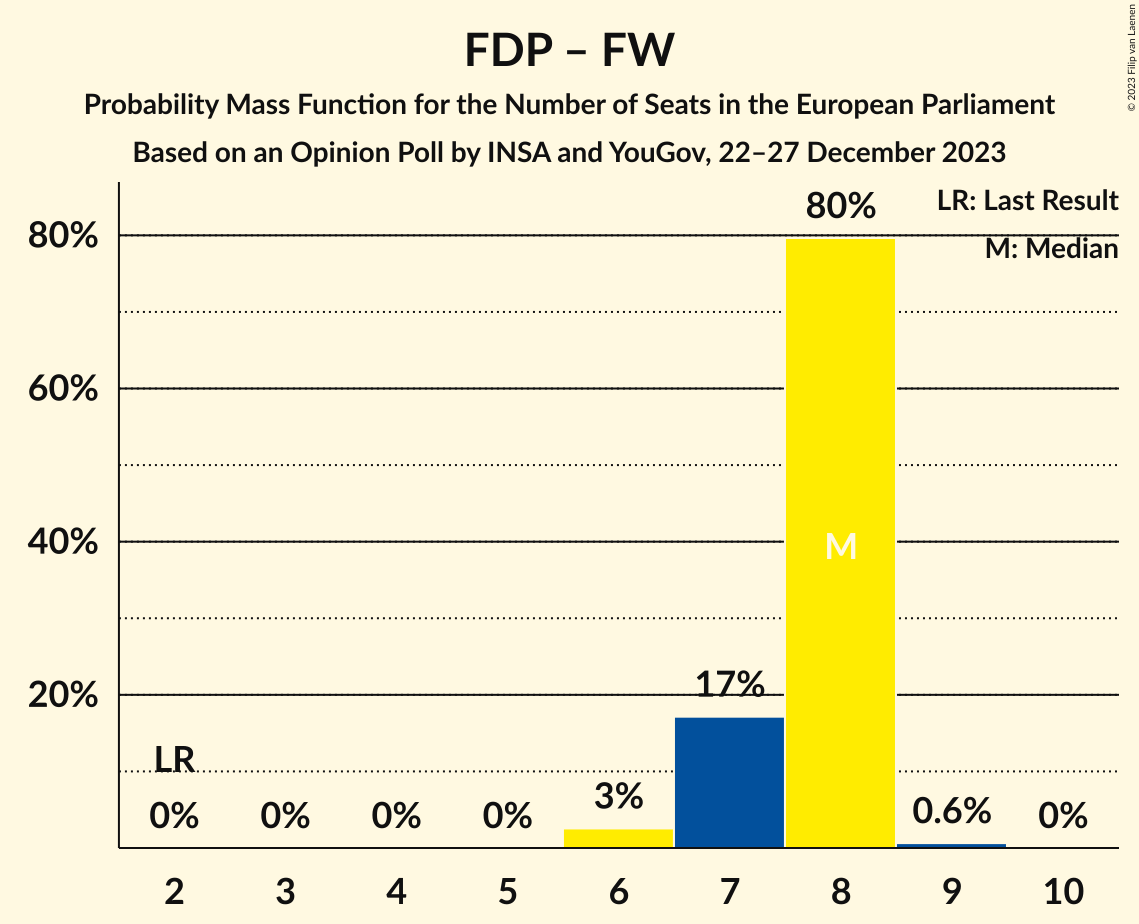 FDP – FW
Probability Mass Function for the Number of Seats in the European Parliament
Based on an Opinion Poll by INSA and YouGov, 22–27 December 2023
© 2023 Filip van Laenen
LR: Last Result
M: Median
80%
60%
40%
20%
LR
0%
0%
0%
0%
3%
17%
80%
M
0.6%
0%
2
3
4
5
6
7
8
9
10